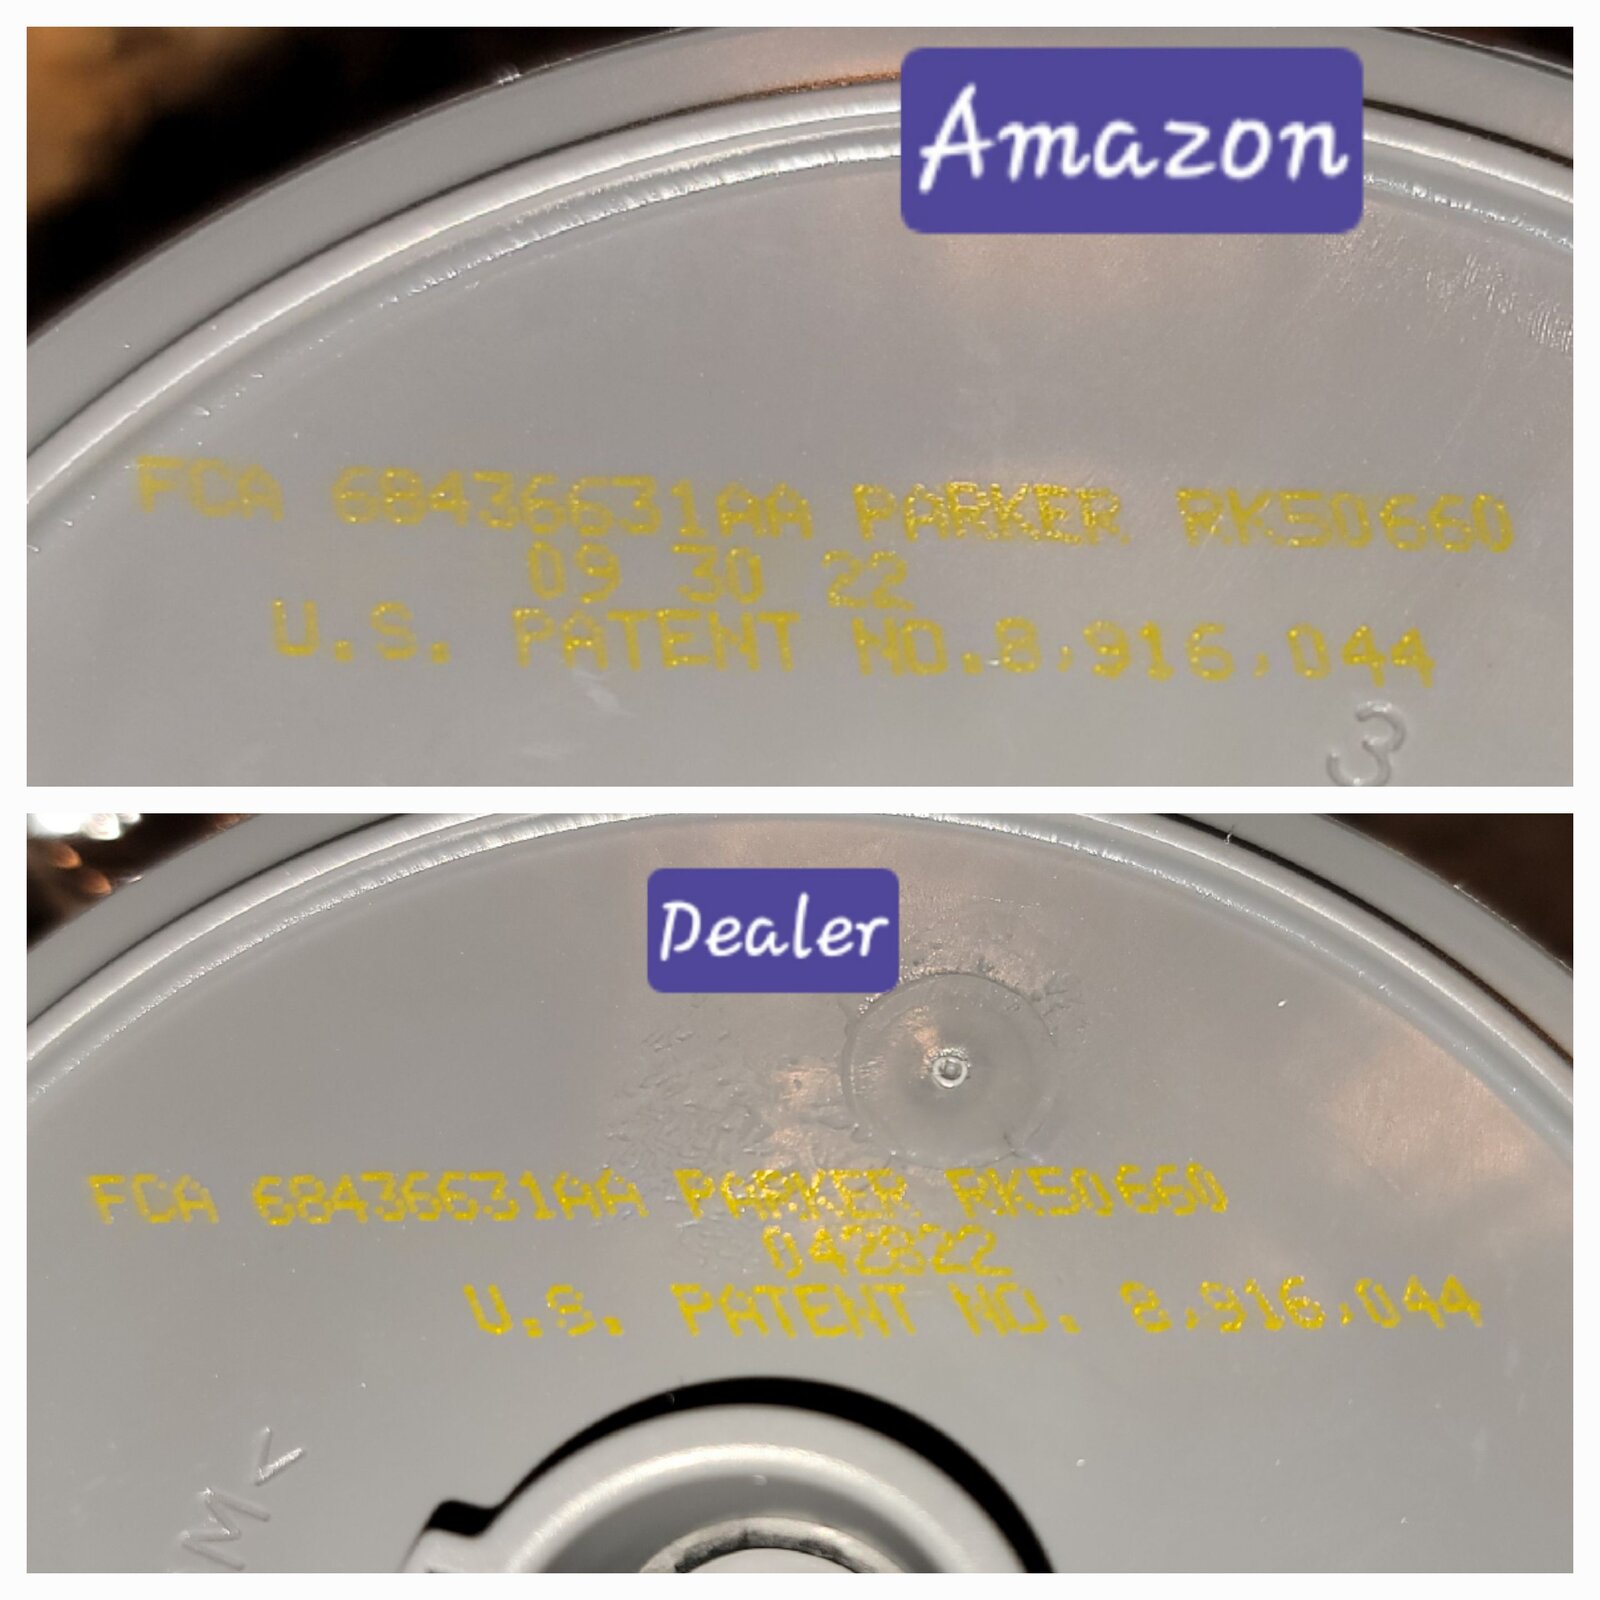 Amazon
FCA 68436631AA PARKER RK50660
09 30 22
U.S. PATENT NO.8,916,044
3
Dealer
FCA 68436631AA PARKER RK50660
042822
U.S. PATENT NO. 8,916,044
M<